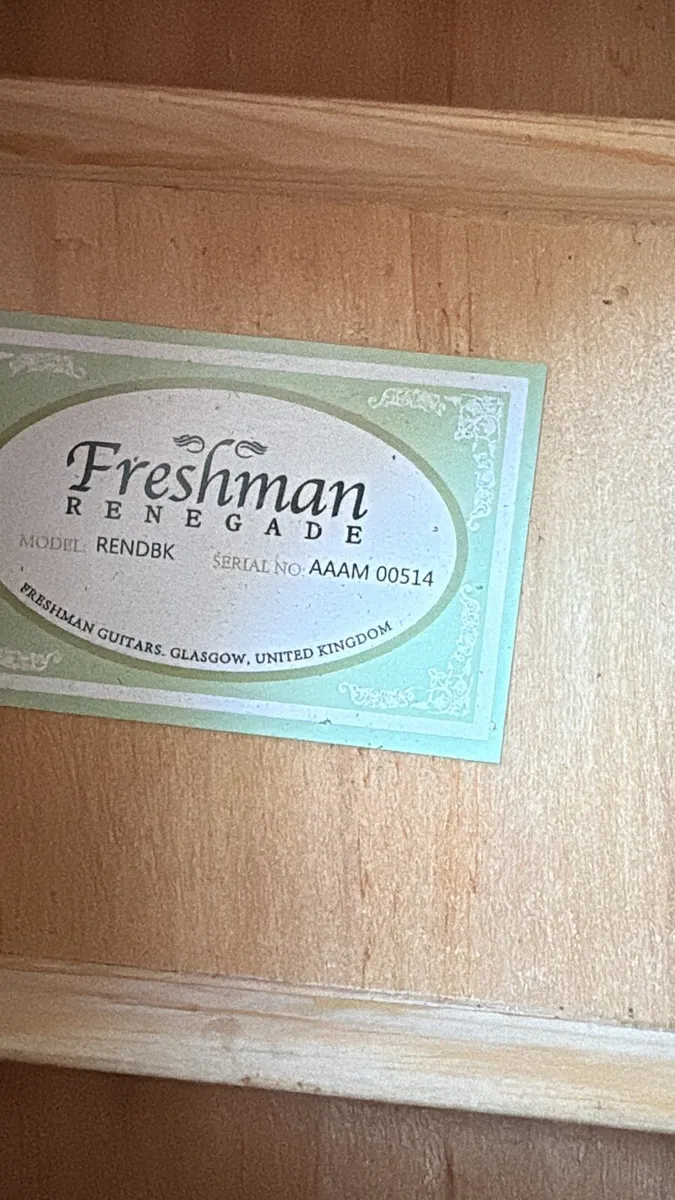 Freshman
RENEGADE
MODEL: RENDBK SERIAL NO: AAAM 00514
FRESHMAN GUITARS. GLASGOW, UNITED KINGDOM